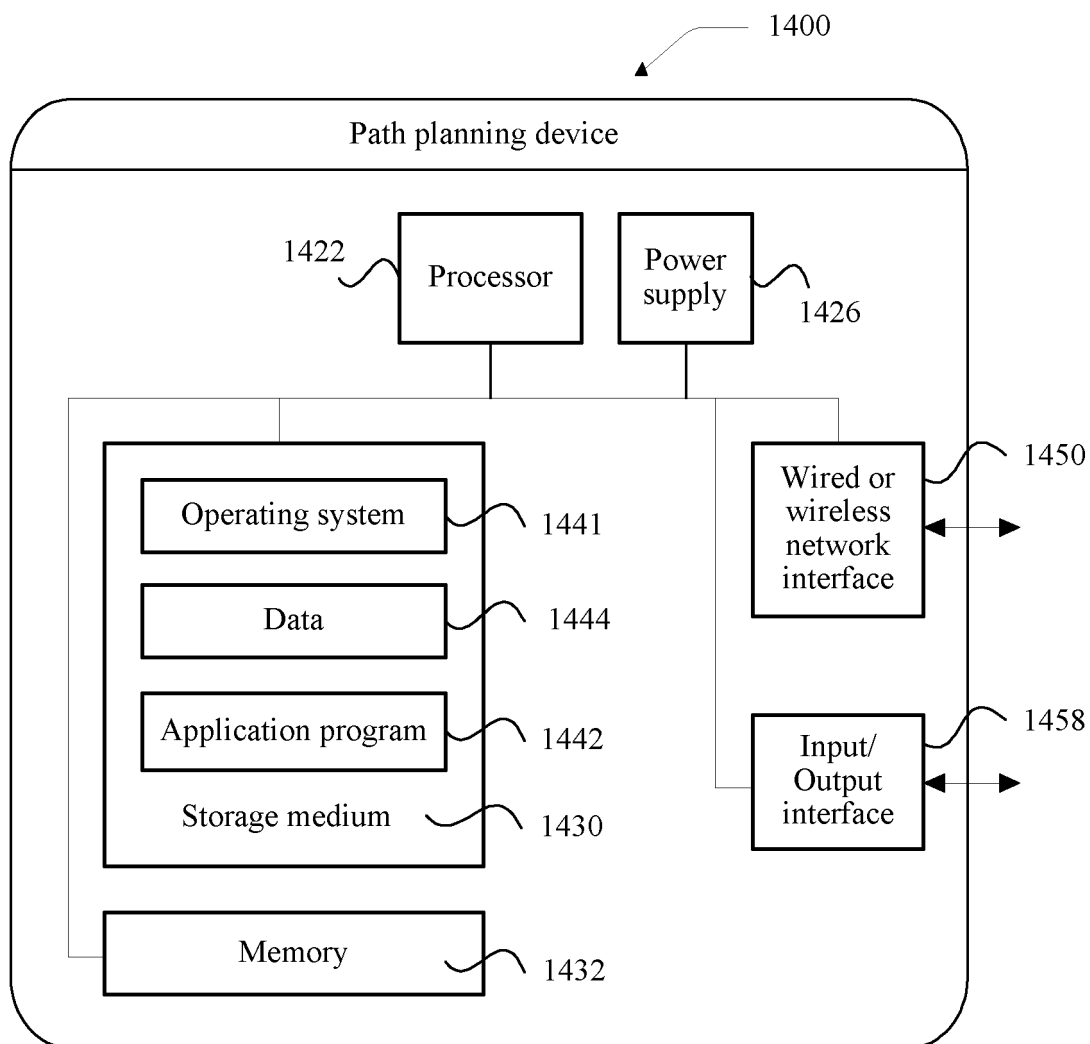 1400
Path planning device
1422
Processor
Power
supply
1426
Operating system
1441
Data
1444
Application program
1442
Storage medium
1430
Memory
1432
Wired or
wireless
network
interface
1450
Input/
Output
interface
1458